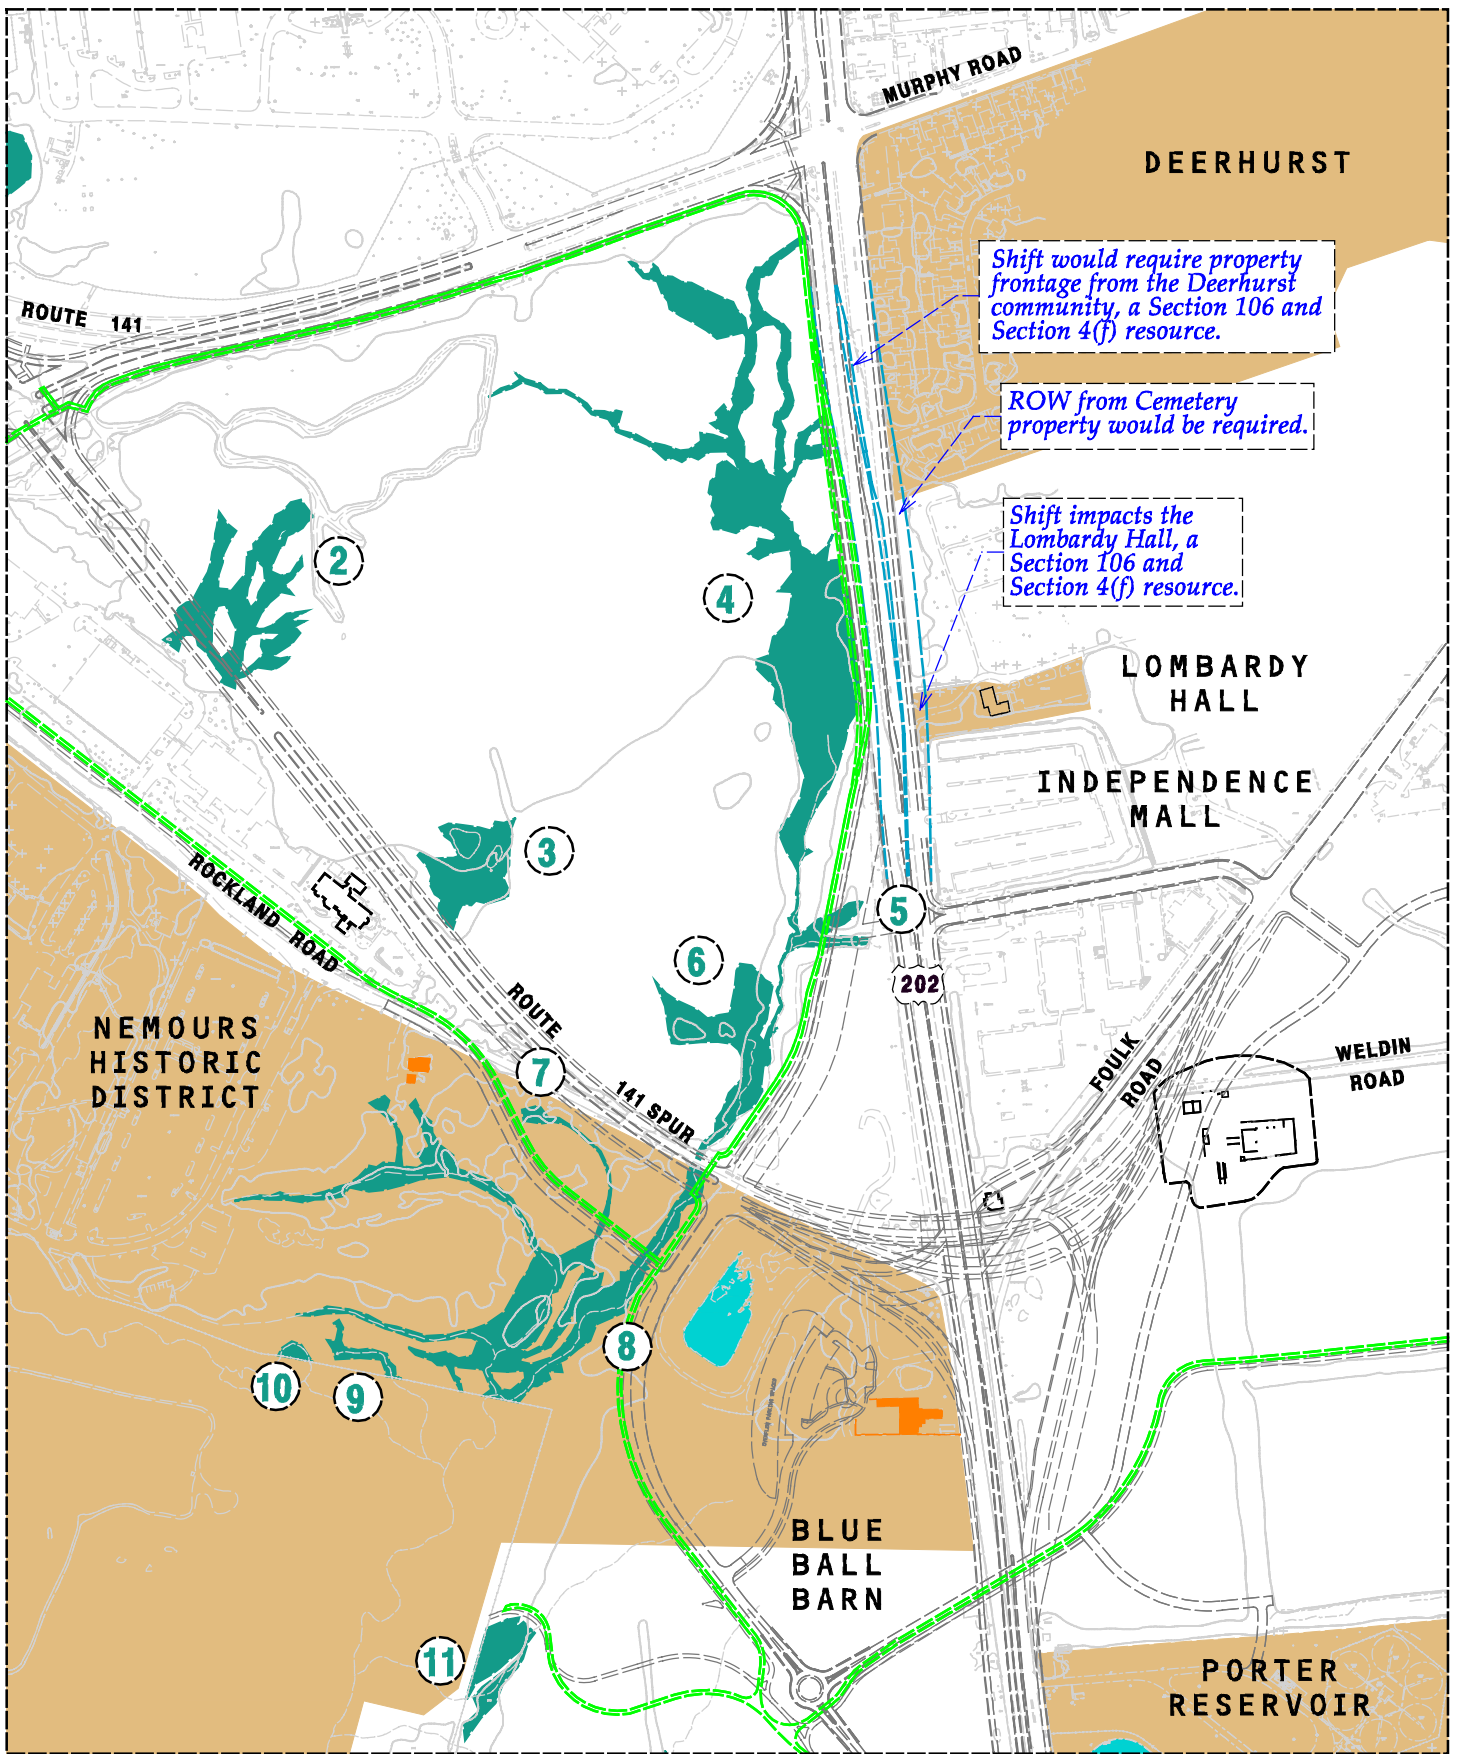 MURPHY ROAD
DEERHURST
Shift would require property
frontage from the Deerhurst
community, a Section 106 and
Section 4(f) resource.
ROUTE 141
ROW from Cemetery
property would be required.
Shift impacts the
Lombardy Hall, a
Section 106 and
Section 4(f) resource.
2
4
LOMBARDY
HALL
INDEPENDENCE
MALL
3
ROCKLAND ROAD
5
6
202
ROUTE
141 SPUR
7
NEMOURS
HISTORIC
DISTRICT
FOULK
ROAD
WELDIN
ROAD
8
10
9
BLUE
BALL
BARN
11
PORTER
RESERVOIR